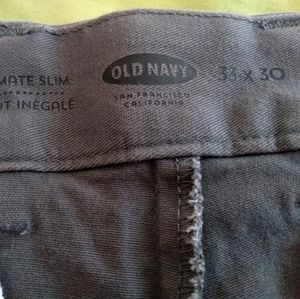 MATE SLIM
T INÉGALÉ
OLD NAVY
SAN FRANCISCO
CALIFORNIA
33 X 30